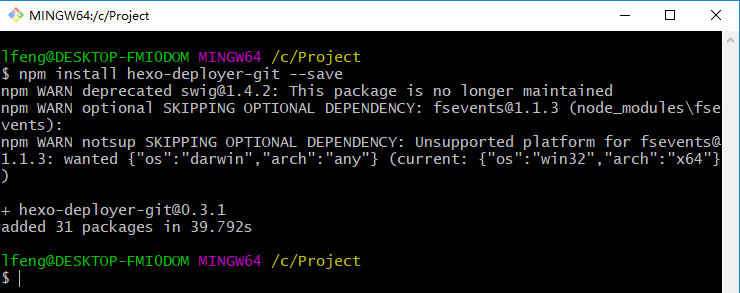 MINGW64:/c/Project
lfeng@DESKTOP-FMI0DOM MINGW64 /c/Project
$ npm install hexo-deployer-git --save
npm WARN deprecated swig@1.4.2: This package is no longer maintained
npm WARN optional SKIPPING OPTIONAL DEPENDENCY: fsevents@1.1.3 (node_modules\fse
vents):
npm WARN notsup SKIPPING OPTIONAL DEPENDENCY: Unsupported platform for fsevents@
1.1.3: wanted {"os":"darwin","arch":"any"} (current: {"os":"win32","arch":"x64"}
)
+ hexo-deployer-git@0.3.1
added 31 packages in 39.792s
lfeng@DESKTOP-FMI0DOM MINGW64 /c/Project
$